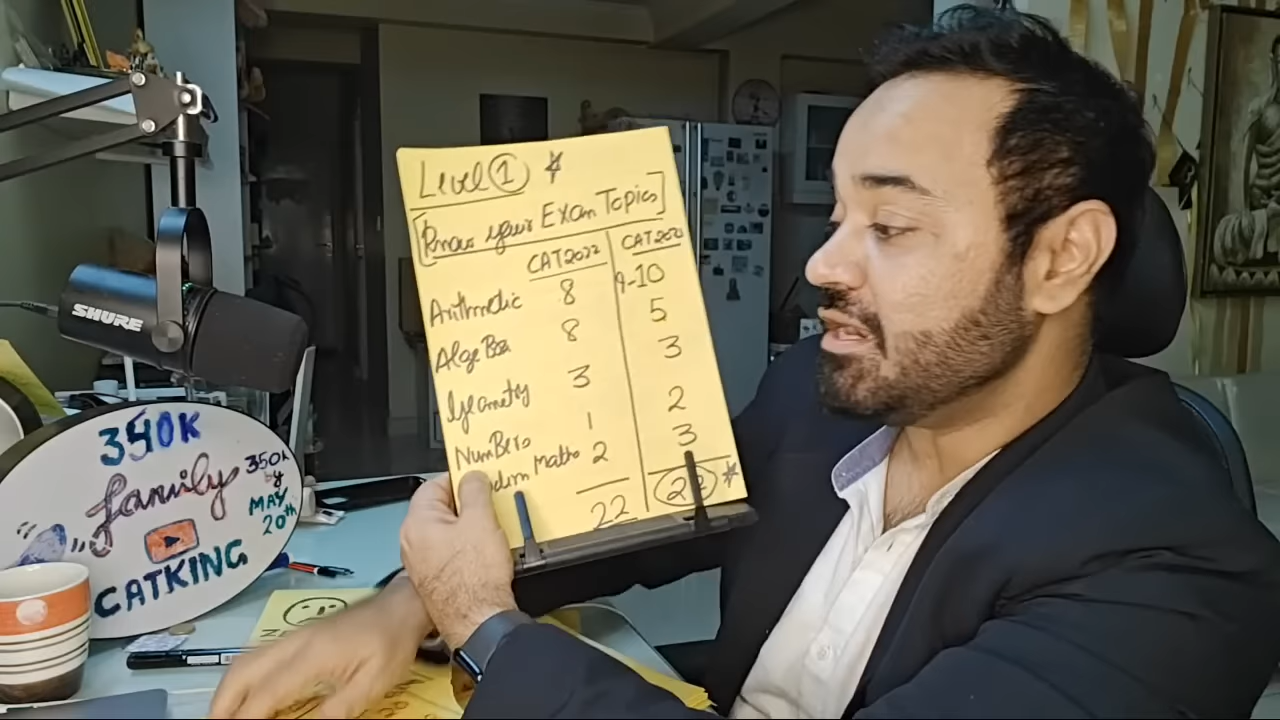 Level 1 *
[Know your Exam Topics]
CAT2022 CAT202
Arithmetic 8 9-10
AlgeBra 8 5
Geometry 3 3
NumBers 1 2
Modern Maths 2 3
22 22 *
SHURE
350K
family
CATKING
350K
by
MAY
20th